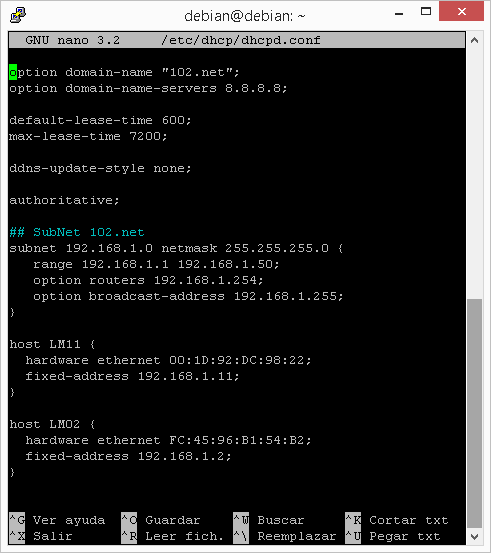 debian@debian: ~
GNU nano 3.2 /etc/dhcp/dhcpd.conf
option domain-name "102.net";
option domain-name-servers 8.8.8.8;
default-lease-time 600;
max-lease-time 7200;
ddns-update-style none;
authoritative;
## SubNet 102.net
subnet 192.168.1.0 netmask 255.255.255.0 {
range 192.168.1.1 192.168.1.50;
option routers 192.168.1.254;
option broadcast-address 192.168.1.255;
}
host LM11 {
hardware ethernet 00:1D:92:DC:98:22;
fixed-address 192.168.1.11;
}
host LM02 {
hardware ethernet FC:45:96:B1:54:B2;
fixed-address 192.168.1.2;
}
^G Ver ayuda ^O Guardar ^W Buscar ^K Cortar txt
^X Salir ^R Leer fich. ^\ Reemplazar ^U Pegar txt